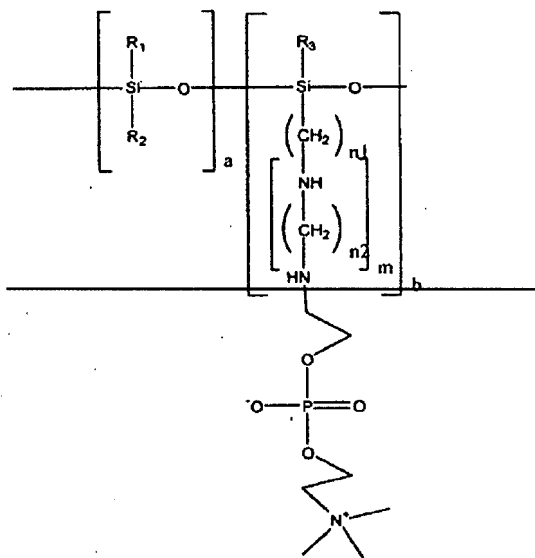 R1 R3
Si O Si O
R2
(CH2)n1
a
NH
(CH2)n2
m
HN
b
O
-O P O
O
N+